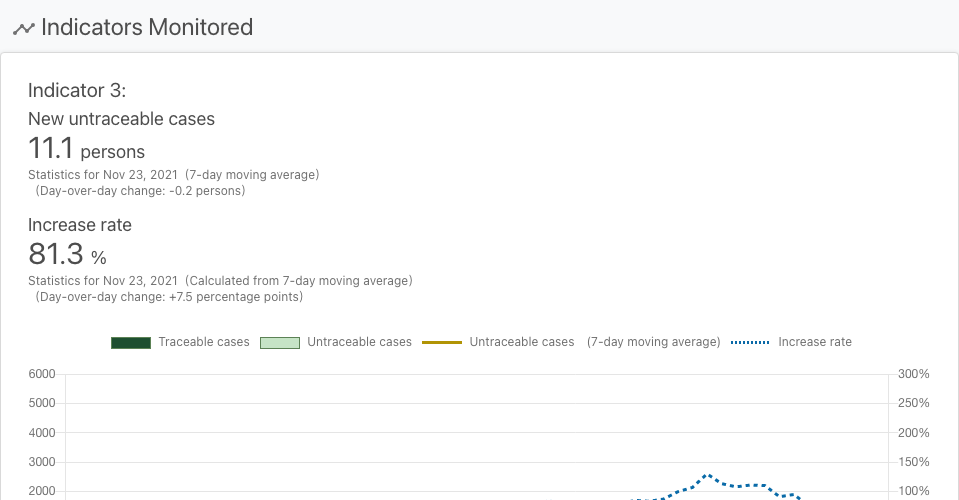 Indicators Monitored
Indicator 3:
New untraceable cases
11.1 persons
Statistics for Nov 23, 2021 (7-day moving average)
(Day-over-day change: -0.2 persons)
Increase rate
81.3 %
Statistics for Nov 23, 2021 (Calculated from 7-day moving average)
(Day-over-day change: +7.5 percentage points)
Traceable cases Untraceable cases Untraceable cases (7-day moving average) Increase rate
6000 300%
5000 250%
4000 200%
3000 150%
2000 100%